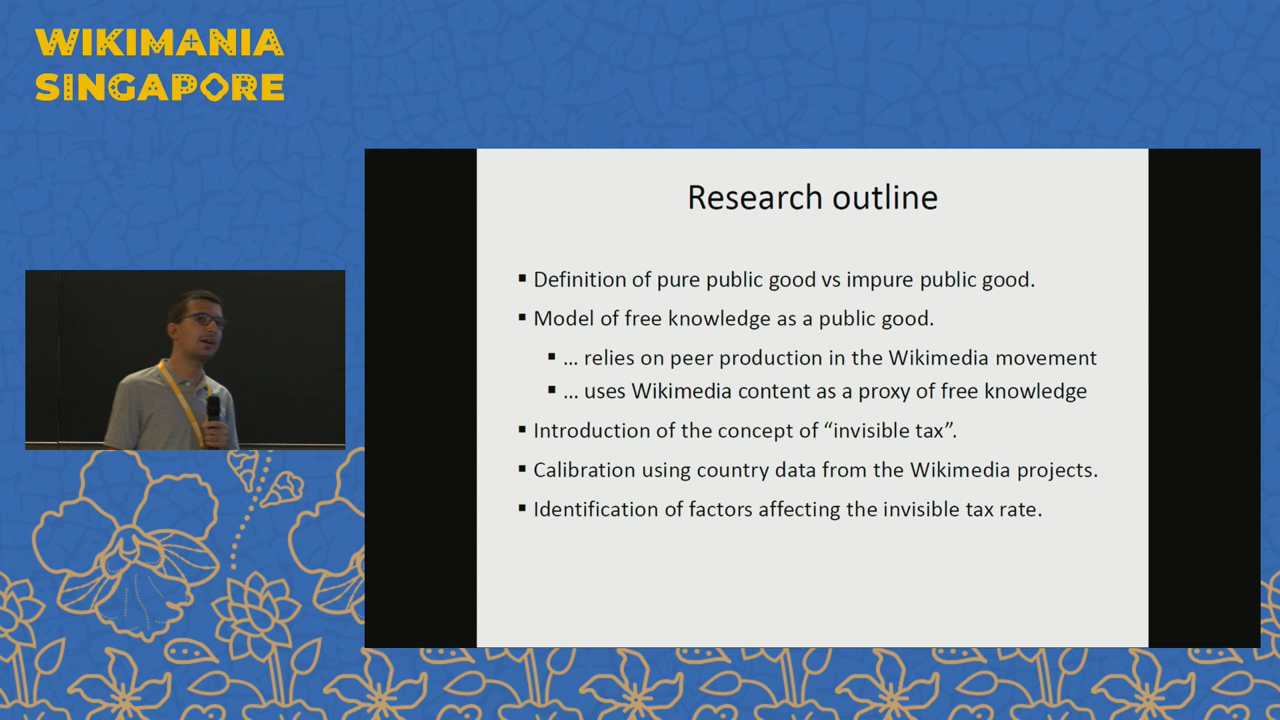 WIKIMANIA
SINGAPORE
Research outline
▪ Definition of pure public good vs impure public good.
▪ Model of free knowledge as a public good.
▪ … relies on peer production in the Wikimedia movement
▪ … uses Wikimedia content as a proxy of free knowledge
▪ Introduction of the concept of “invisible tax”.
▪ Calibration using country data from the Wikimedia projects.
▪ Identification of factors affecting the invisible tax rate.